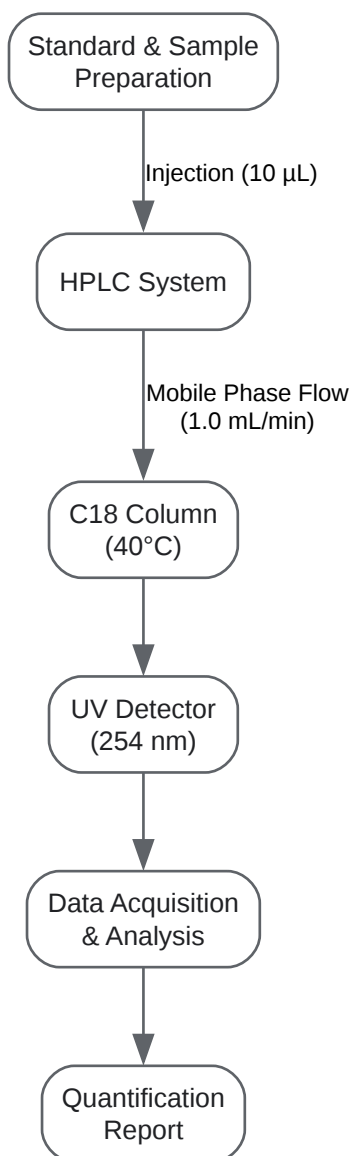 Standard & Sample
Preparation
Injection (10 µL)
HPLC System
Mobile Phase Flow
(1.0 mL/min)
C18 Column
(40°C)
UV Detector
(254 nm)
Data Acquisition
& Analysis
Quantification
Report